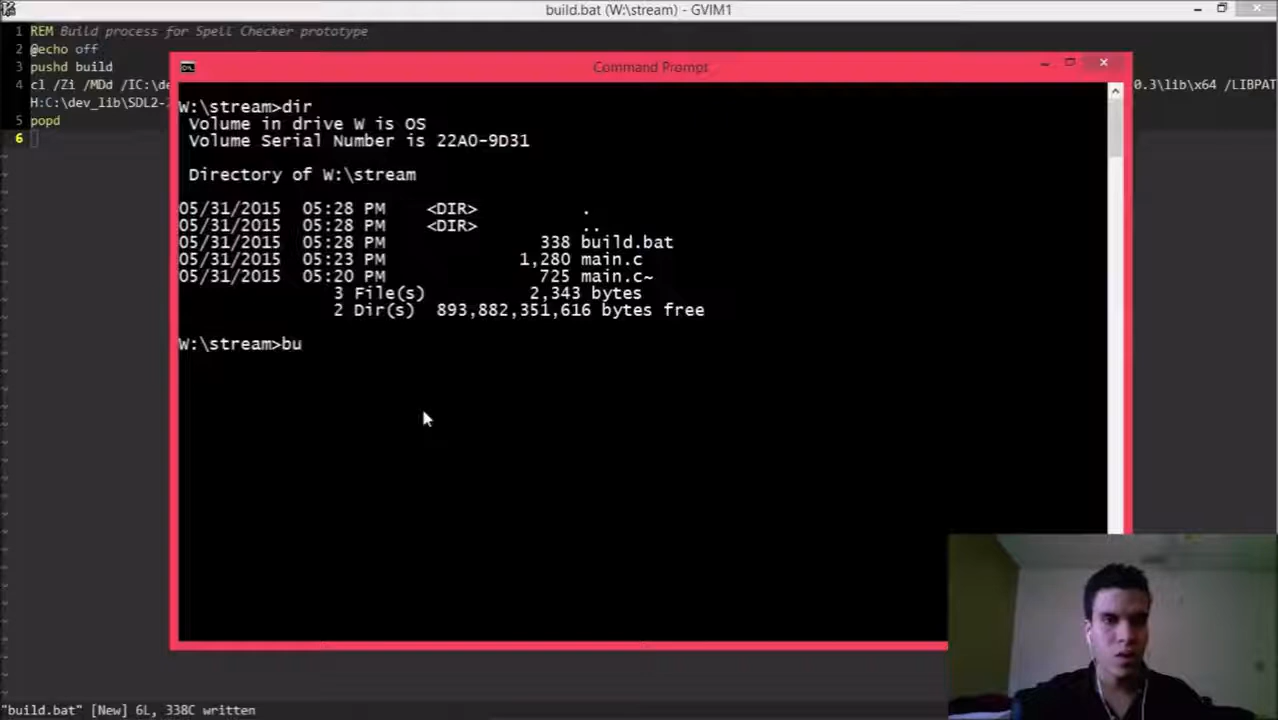 build.bat (W:\stream) - GVIM1
1 REM Build process for Spell Checker prototype
2 @echo off
3 pushd build
4 cl /Zi /MDd /IC:\de
0.3\lib\x64 /LIBPAT
H:C:\dev_lib\SDL2-
5 popd
6
Command Prompt
W:\stream>dir
Volume in drive W is OS
Volume Serial Number is 22A0-9D31
Directory of W:\stream
05/31/2015 05:28 PM <DIR> .
05/31/2015 05:28 PM <DIR> ..
05/31/2015 05:28 PM 338 build.bat
05/31/2015 05:23 PM 1,280 main.c
05/31/2015 05:20 PM 725 main.c~
3 File(s) 2,343 bytes
2 Dir(s) 893,882,351,616 bytes free
W:\stream>bu
"build.bat" [New] 6L, 338C written